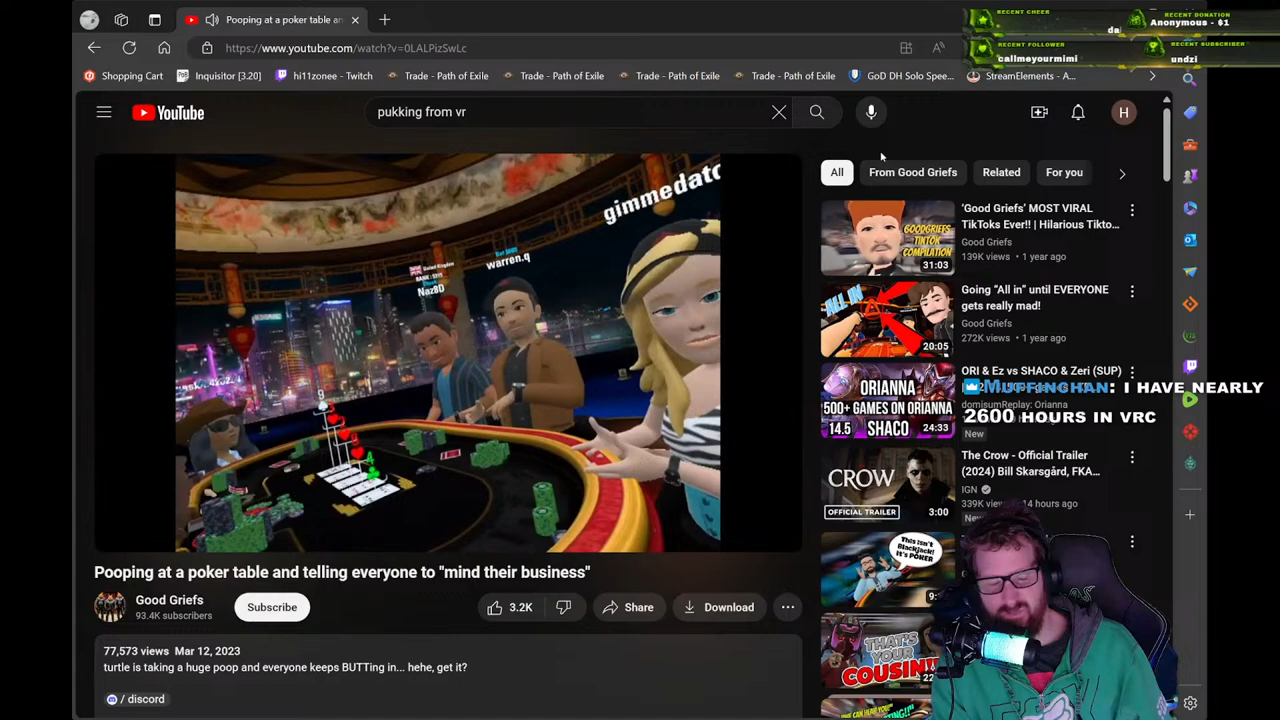 Pooping at a poker table an
https://www.youtube.com/watch?v=0LALPizSwLc
Shopping Cart
Inquisitor [3.20]
hi11zonee - Twitch
Trade - Path of Exile
Trade - Path of Exile
Trade - Path of Exile
Trade - Path of Exile
GoD DH Solo Spee...
StreamElements - A...
RECENT CHEER
da
RECENT DONATION
Anonymous - $1
RECENT FOLLOWER
callmeyourmimi
RECENT SUBSCRIBER
undzi
YouTube
pukking from vr
H
gimmedato
warren.q
Naz8D
All
From Good Griefs
Related
For you
'Good Griefs' MOST VIRAL
TikToks Ever!! | Hilarious Tikto...
Good Griefs
139K views • 1 year ago
GOODGRIEFS
TIKTOK
COMPILATION
31:03
Going "All in" until EVERYONE
gets really mad!
Good Griefs
272K views • 1 year ago
ALL IN
20:05
ORI & Ez vs SHACO & Zeri (SUP)
domisumReplay: Orianna
New
ORIANNA
500+ GAMES ON ORIANNA
14.5
SHACO
24:33
Muffinghan: I HAVE NEARLY
2600 HOURS IN VRC
The Crow - Official Trailer
(2024) Bill Skarsgård, FKA...
IGN
339K view
14 hours ago
New
CROW
OFFICIAL TRAILER
3:00
This isn't
Blackjack!
It's POKER
THAT'S
YOUR
COUSIN!!
Pooping at a poker table and telling everyone to "mind their business"
Good Griefs
93.4K subscribers
Subscribe
3.2K
Share
Download
77,573 views Mar 12, 2023
turtle is taking a huge poop and everyone keeps BUTTing in... hehe, get it?
/ discord